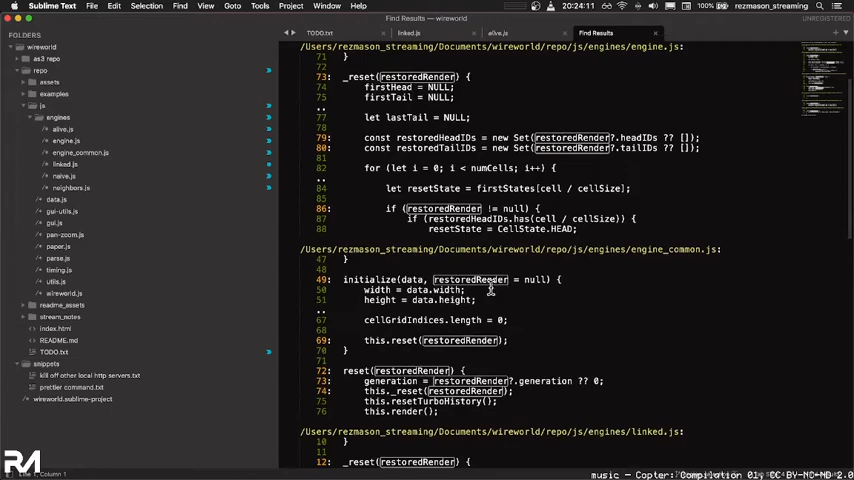 Sublime Text File Edit Selection Find View Goto Tools Project Window Help 100% 20:24:11 rezmason_streaming
Find Results — wireworld
UNREGISTERED
FOLDERS
wireworld
as3 repo
repo
assets
examples
js
engines
alive.js
engine.js
engine_common.js
linked.js
naive.js
neighbors.js
data.js
gui-utils.js
gui.js
pan-zoom.js
paper.js
parse.js
timing.js
utils.js
wireworld.js
readme_assets
stream_notes
index.html
README.md
TODO.txt
snippets
kill other local http servers.txt
prettier command.txt
wireworld.sublime-project
TODO.txt
linked.js
alive.js
Find Results
/Users/rezmason_streaming/Documents/wireworld/repo/js/engines/engine.js:
71 }
72
73: _reset(restoredRender) {
74 firstHead = NULL;
75 firstTail = NULL;
..
77 let lastTail = NULL;
78
79: const restoredHeadIDs = new Set(restoredRender?.headIDs ?? []);
80: const restoredTailIDs = new Set(restoredRender?.tailIDs ?? []);
81
82 for (let i = 0; i < numCells; i++) {
..
84 let resetState = firstStates[cell / cellSize];
85
86: if (restoredRender != null) {
87 if (restoredHeadIDs.has(cell / cellSize)) {
88 resetState = CellState.HEAD;
/Users/rezmason_streaming/Documents/wireworld/repo/js/engines/engine_common.js:
47 }
48
49: initialize(data, restoredRender = null) {
50 width = data.width;
51 height = data.height;
..
67 cellGridIndices.length = 0;
68
69: this.reset(restoredRender);
70 }
71
72: reset(restoredRender) {
73: generation = restoredRender?.generation ?? 0;
74: this._reset(restoredRender);
75 this._resetTurboHistory();
76 this.render();
/Users/rezmason_streaming/Documents/wireworld/repo/js/engines/linked.js:
10 }
11
12: _reset(restoredRender) {
Line 1, Column 1
RM
music - Copter: Compilation 01: CC BY-NC-ND 2.0